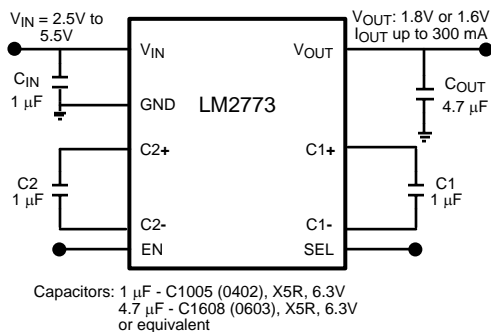 V_IN = 2.5V to
5.5V
V_OUT: 1.8V or 1.6V
I_OUT up to 300 mA
V_IN
V_OUT
C_IN
1 μF
GND
LM2773
C_OUT
4.7 μF
C2+
C1+
C2
1 μF
C1
1 μF
C2-
C1-
EN
SEL
Capacitors: 1 μF - C1005 (0402), X5R, 6.3V
4.7 μF - C1608 (0603), X5R, 6.3V
or equivalent